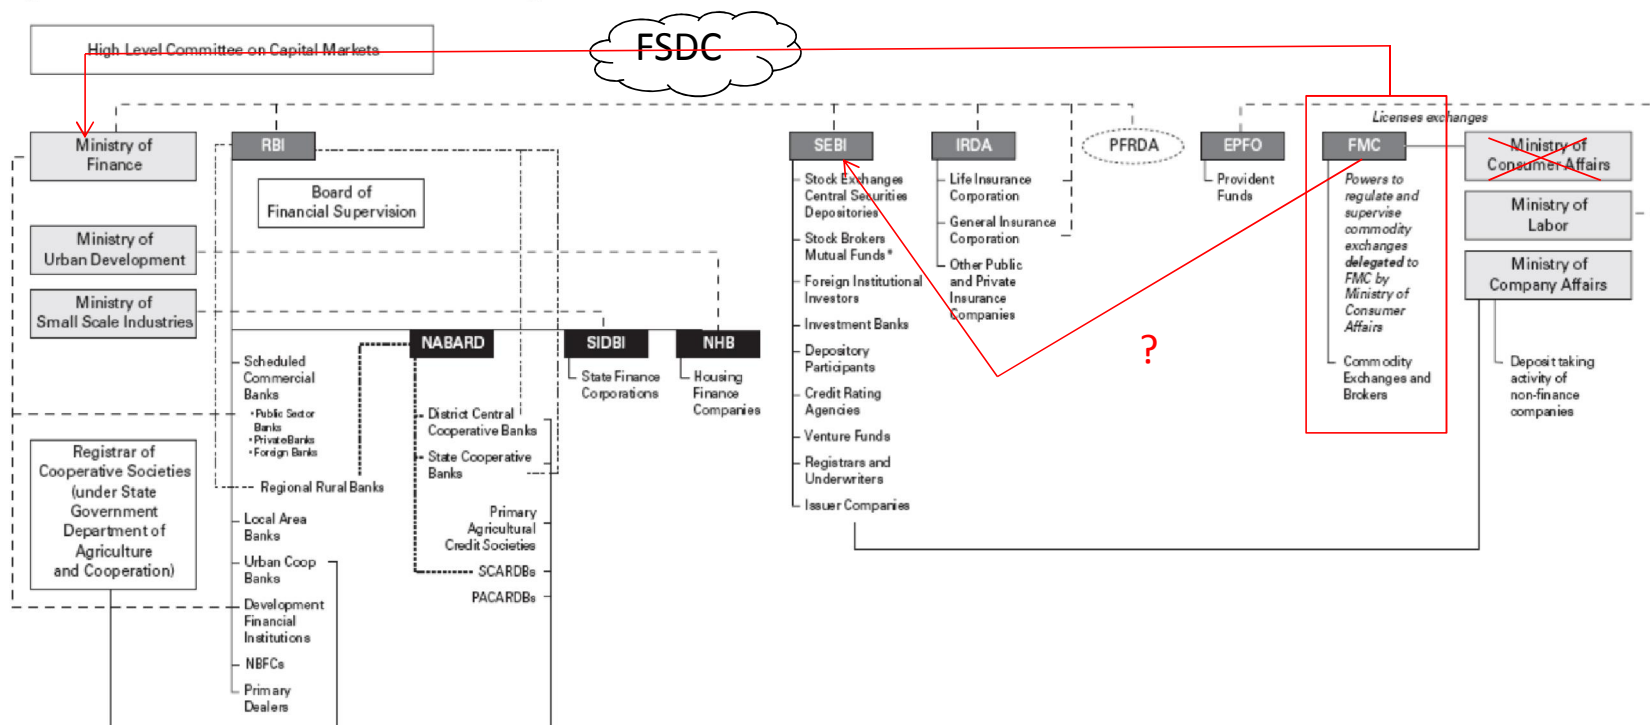 High Level Committee on Capital Markets
FSDC
Licenses exchanges
Ministry of
Finance
RBI
SEBI
IRDA
PFRDA
EPFO
FMC
Ministry of
Consumer Affairs
Board of
Financial Supervision
Ministry of
Urban Development
Ministry of
Small Scale Industries
Stock Exchanges
Central Securities
Depositories
Stock Brokers
Mutual Funds*
Foreign Institutional
Investors
Investment Banks
Depository
Participants
Credit Rating
Agencies
Venture Funds
Registrars and
Underwriters
Issuer Companies
Life Insurance
Corporation
General Insurance
Corporation
Other Public
and Private
Insurance
Companies
Provident
Funds
Powers to
regulate and
supervise
commodity
exchanges
delegated to
FMC by
Ministry of
Consumer
Affairs
Commodity
Exchanges and
Brokers
Ministry of
Labor
Ministry of
Company Affairs
Deposit taking
activity of
non-finance
companies
?
NABARD
SIDBI
NHB
Scheduled
Commercial
Banks
• Public Sector
Banks
• Private Banks
• Foreign Banks
Regional Rural Banks
Local Area
Banks
Urban Coop
Banks
Development
Financial
Institutions
NBFCs
Primary
Dealers
District Central
Cooperative Banks
State Cooperative
Banks
Primary
Agricultural
Credit Societies
SCARDBs
PACARDBs
State Finance
Corporations
Housing
Finance
Companies
Registrar of
Cooperative Societies
(under State
Government
Department of
Agriculture
and Cooperation)